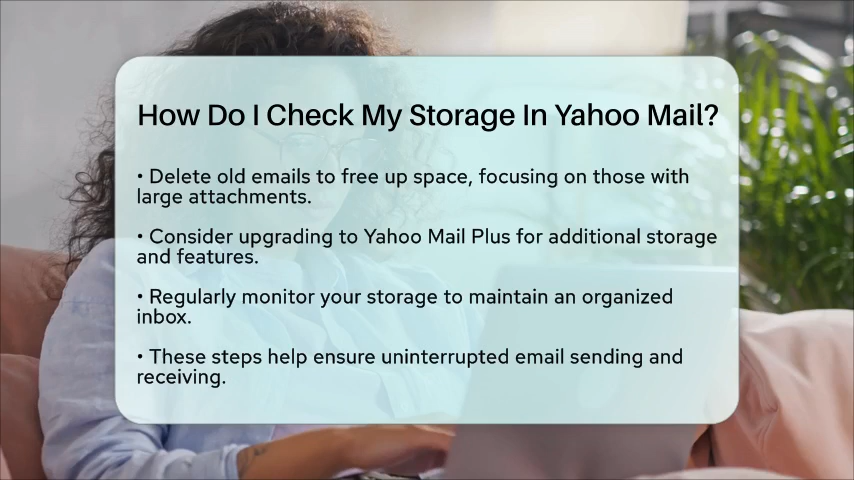 How Do I Check My Storage In Yahoo Mail?
• Delete old emails to free up space, focusing on those with
large attachments.
• Consider upgrading to Yahoo Mail Plus for additional storage
and features.
• Regularly monitor your storage to maintain an organized
inbox.
• These steps help ensure uninterrupted email sending and
receiving.